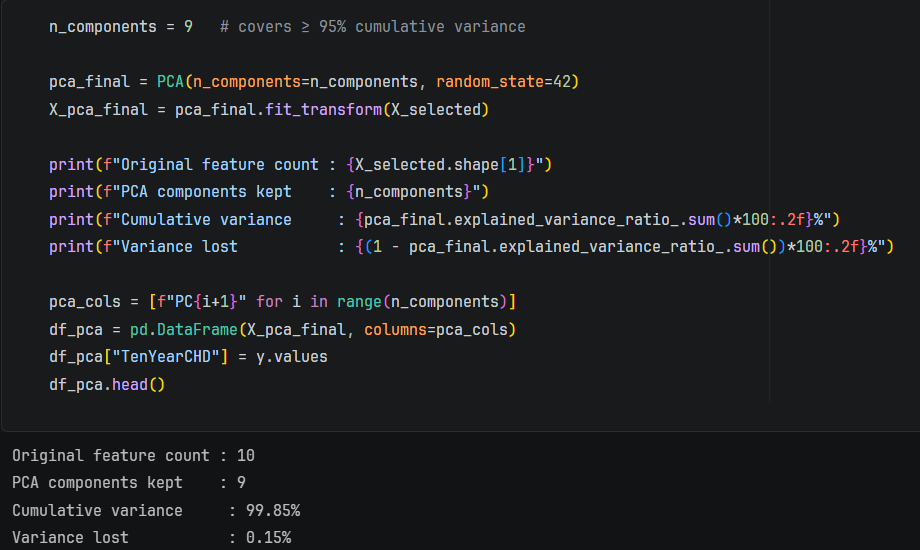 n_components = 9   # covers ≥ 95% cumulative variance
pca_final = PCA(n_components=n_components, random_state=42)
X_pca_final = pca_final.fit_transform(X_selected)
print(f"Original feature count : {X_selected.shape[1]}")
print(f"PCA components kept    : {n_components}")
print(f"Cumulative variance     : {pca_final.explained_variance_ratio_.sum()*100:.2f}%")
print(f"Variance lost           : {(1 - pca_final.explained_variance_ratio_.sum())*100:.2f}%")
pca_cols = [f"PC{i+1}" for i in range(n_components)]
df_pca = pd.DataFrame(X_pca_final, columns=pca_cols)
df_pca["TenYearCHD"] = y.values
df_pca.head()
Original feature count : 10
PCA components kept    : 9
Cumulative variance     : 99.85%
Variance lost           : 0.15%